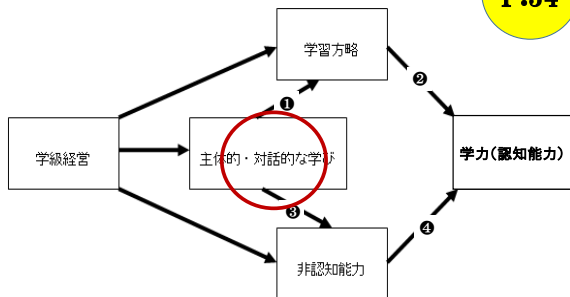 P.34
学習方略
❶
❷
学級経営
主体的・対話的な学び
学力(認知能力)
❸
❹
非認知能力